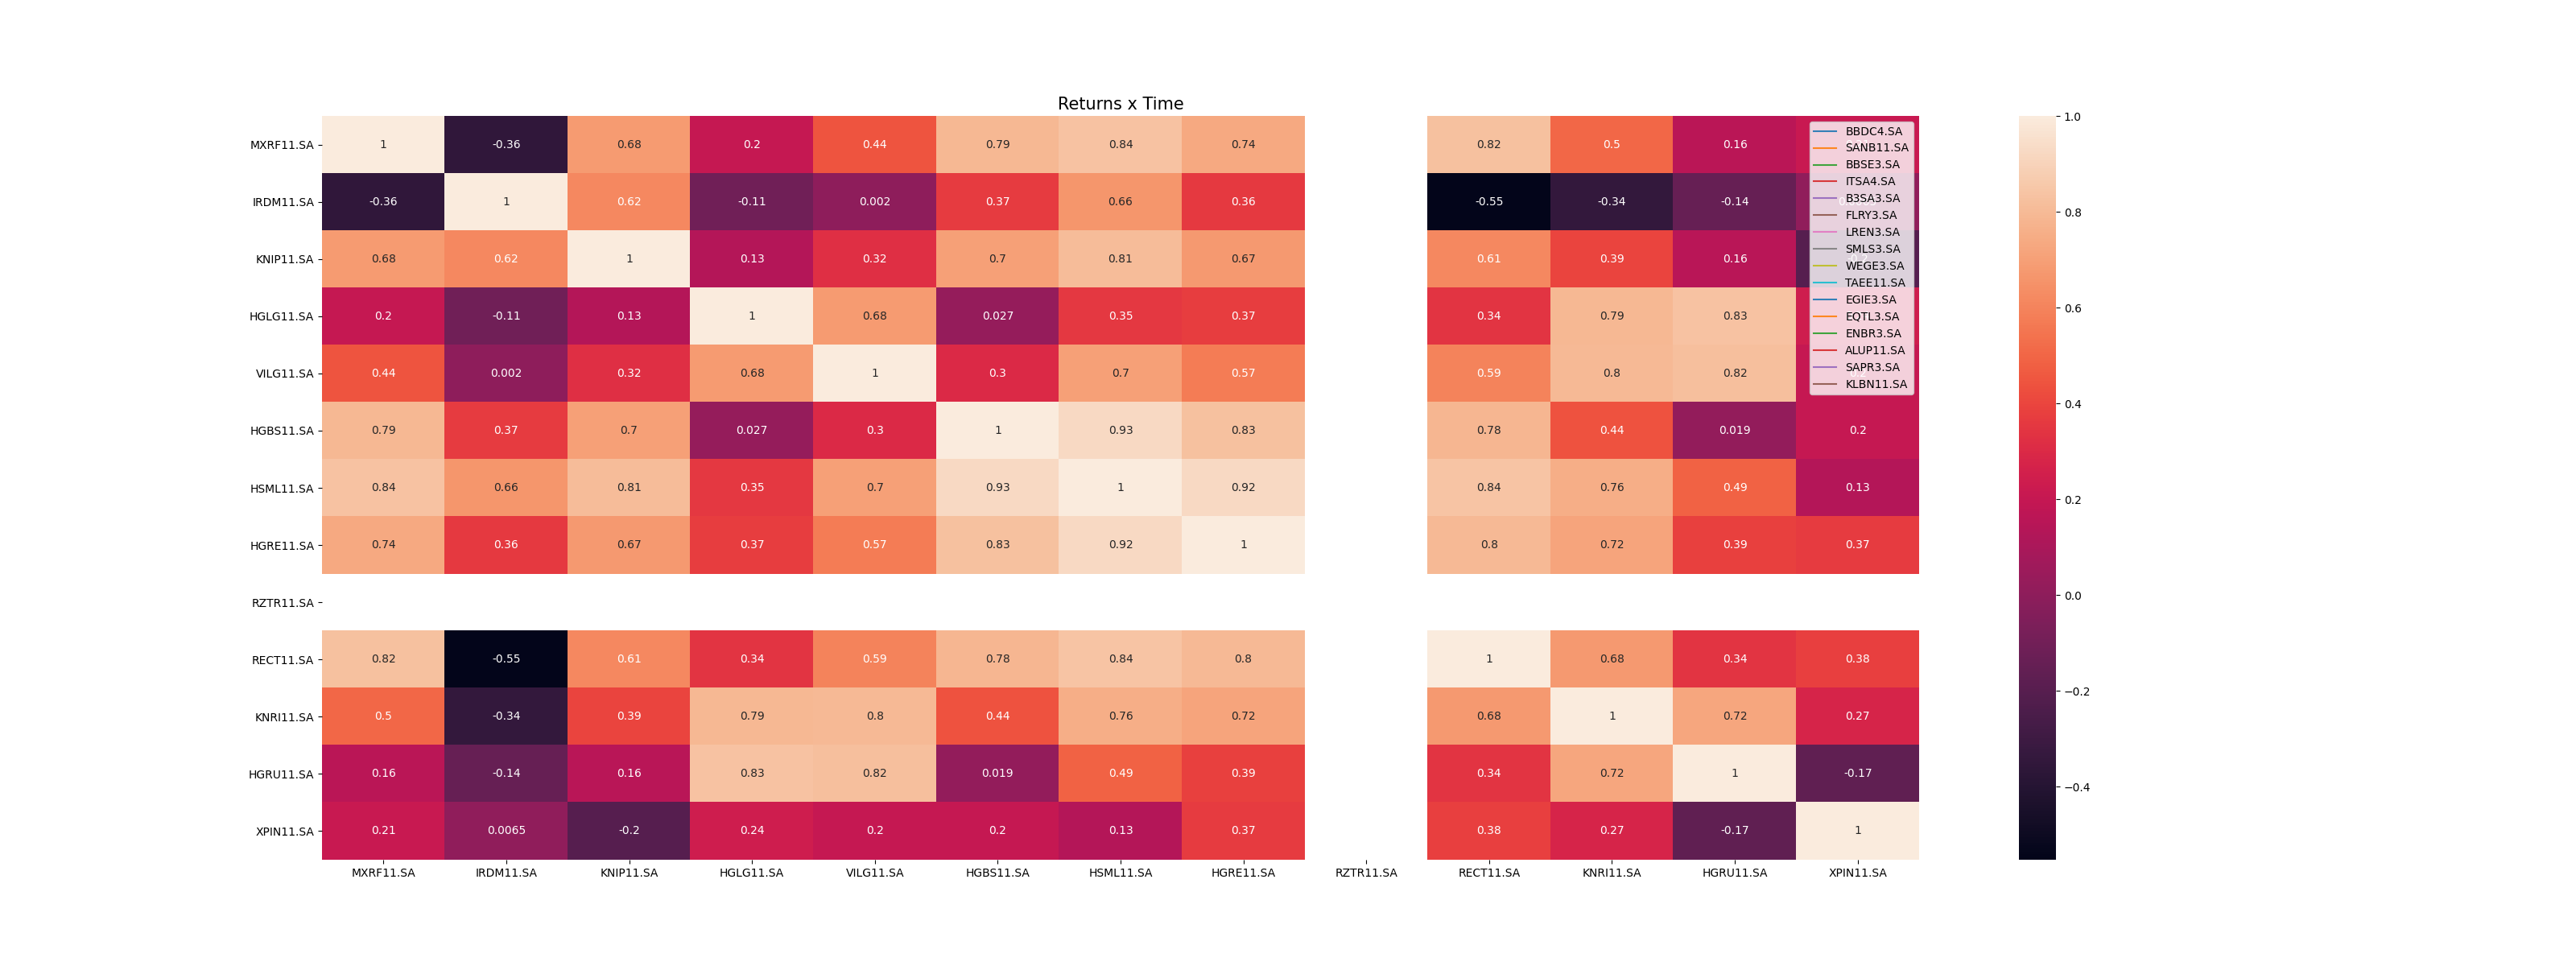 Returns x Time
MXRF11.SA 1 -0.36 0.68 0.2 0.44 0.79 0.84 0.74 0.82 0.5 0.16
IRDM11.SA -0.36 1 0.62 -0.11 0.002 0.37 0.66 0.36 -0.55 -0.34 -0.14
KNIP11.SA 0.68 0.62 1 0.13 0.32 0.7 0.81 0.67 0.61 0.39 0.16
HGLG11.SA 0.2 -0.11 0.13 1 0.68 0.027 0.35 0.37 0.34 0.79 0.83
VILG11.SA 0.44 0.002 0.32 0.68 1 0.3 0.7 0.57 0.59 0.8 0.82
HGBS11.SA 0.79 0.37 0.7 0.027 0.3 1 0.93 0.83 0.78 0.44 0.019 0.2
HSML11.SA 0.84 0.66 0.81 0.35 0.7 0.93 1 0.92 0.84 0.76 0.49 0.13
HGRE11.SA 0.74 0.36 0.67 0.37 0.57 0.83 0.92 1 0.8 0.72 0.39 0.37
RZTR11.SA
RECT11.SA 0.82 -0.55 0.61 0.34 0.59 0.78 0.84 0.8 1 0.68 0.34 0.38
KNRI11.SA 0.5 -0.34 0.39 0.79 0.8 0.44 0.76 0.72 0.68 1 0.72 0.27
HGRU11.SA 0.16 -0.14 0.16 0.83 0.82 0.019 0.49 0.39 0.34 0.72 1 -0.17
XPIN11.SA 0.21 0.0065 -0.2 0.24 0.2 0.2 0.13 0.37 0.38 0.27 -0.17 1
MXRF11.SA IRDM11.SA KNIP11.SA HGLG11.SA VILG11.SA HGBS11.SA HSML11.SA HGRE11.SA RZTR11.SA RECT11.SA KNRI11.SA HGRU11.SA XPIN11.SA
BBDC4.SA
SANB11.SA
BBSE3.SA
ITSA4.SA
B3SA3.SA
FLRY3.SA
LREN3.SA
SMLS3.SA
WEGE3.SA
TAEE11.SA
EGIE3.SA
EQTL3.SA
ENBR3.SA
ALUP11.SA
SAPR3.SA
KLBN11.SA
1.0
0.8
0.6
0.4
0.2
0.0
−0.2
−0.4